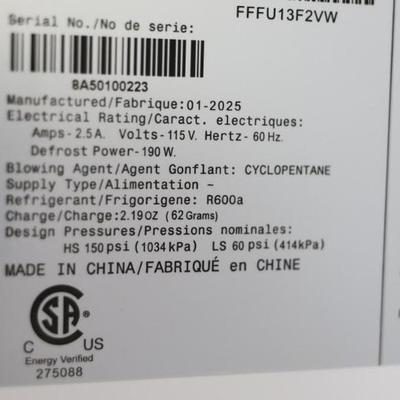 FFFU13F2VW
Serial No./No de serie:
8A50100223
Manufactured/Fabrique:01-2025
Electrical Rating/Caract. electriques:
Amps-2.5A. Volts-115V. Hertz-60Hz.
Defrost Power-190W.
Blowing Agent/Agent Gonflant: CYCLOPENTANE
Supply Type/Alimentation ~
Refrigerant/Frigorigene: R600a
Charge/Charge:2.19OZ (62Grams)
Design Pressures/Pressions nominales:
HS 150psi (1034kPa) LS 60psi (414kPa)
MADE IN CHINA/FABRIQUÉ en CHINE
CSA
C US
Energy Verified
275088